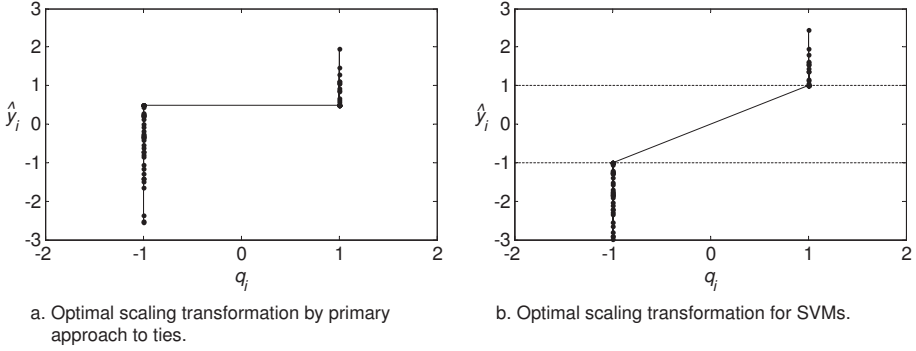 3
2
1
0
-1
-2
-3
ŷi
-2 -1 0 1 2
qi
a. Optimal scaling transformation by primary
approach to ties.
3
2
1
0
-1
-2
-3
ŷi
-2 -1 0 1 2
qi
b. Optimal scaling transformation for SVMs.